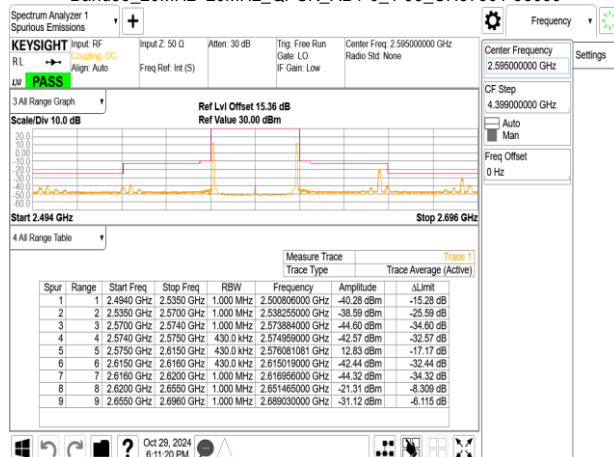 Spectrum Analyzer 1
Spurious Emissions
Frequency
KEYSIGHT
RL
PASS
Input: RF
Coupling: DC
Align: Auto
Input Z: 50 Ω
Freq Ref: Int (S)
Atten: 30 dB
Trig: Free Run
Gate: LO
IF Gain: Low
Center Freq: 2.595000000 GHz
Radio Std: None
Center Frequency
2.595000000 GHz
Settings
CF Step
4.399000000 GHz
Auto
Man
Freq Offset
0 Hz
3 All Range Graph
Scale/Div 10.0 dB
Ref Lvl Offset 15.36 dB
Ref Value 30.00 dBm
20.0
10.0
0.00
-10.0
-20.0
-30.0
-40.0
-50.0
-60.0
Start 2.494 GHz
Stop 2.696 GHz
4 All Range Table
Measure Trace Trace 1
Trace Type Trace Average (Active)
Spur Range Start Freq Stop Freq RBW Frequency Amplitude ΔLimit
1 1 2.4940 GHz 2.5350 GHz 1.000 MHz 2.500806000 GHz -40.28 dBm -15.28 dB
2 2 2.5350 GHz 2.5700 GHz 1.000 MHz 2.538255000 GHz -38.59 dBm -25.59 dB
3 3 2.5700 GHz 2.5740 GHz 1.000 MHz 2.573884000 GHz -44.60 dBm -34.60 dB
4 4 2.5740 GHz 2.5750 GHz 430.0 kHz 2.574959000 GHz -42.57 dBm -32.57 dB
5 5 2.5750 GHz 2.6150 GHz 430.0 kHz 2.576081081 GHz 12.83 dBm -17.17 dB
6 6 2.6150 GHz 2.6160 GHz 430.0 kHz 2.615019000 GHz -42.44 dBm -32.44 dB
7 7 2.6160 GHz 2.6200 GHz 1.000 MHz 2.616956000 GHz -44.32 dBm -34.32 dB
8 8 2.6200 GHz 2.6550 GHz 1.000 MHz 2.651465000 GHz -21.31 dBm -8.309 dB
9 9 2.6550 GHz 2.6960 GHz 1.000 MHz 2.689030000 GHz -31.12 dBm -6.115 dB
Oct 29, 2024
6:11:20 PM